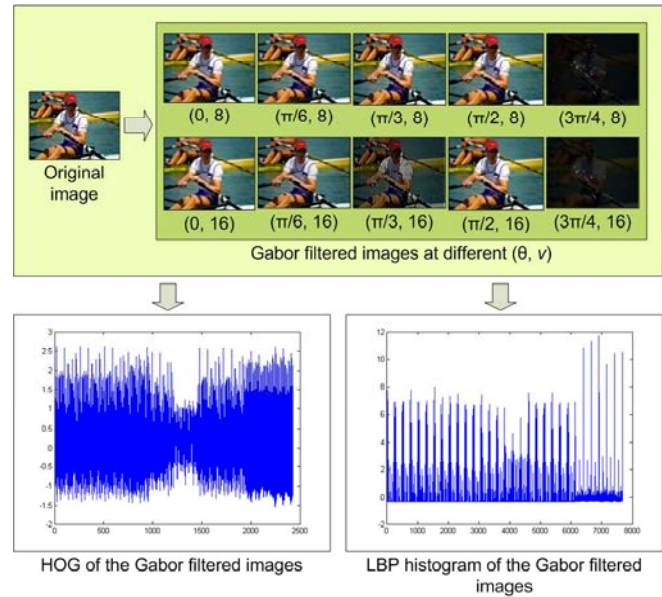 Original
image
(0, 8) (π/6, 8) (π/3, 8) (π/2, 8) (3π/4, 8)
(0, 16) (π/6, 16) (π/3, 16) (π/2, 16) (3π/4, 16)
Gabor filtered images at different (θ, v)
3
2.5
2
1.5
1
0.5
0
-0.5
-1
-1.5
-2
0 500 1000 1500 2000 2500
HOG of the Gabor filtered images
12
10
8
6
4
2
0
-2
0 1000 2000 3000 4000 5000 6000 7000 8000
LBP histogram of the Gabor filtered
images